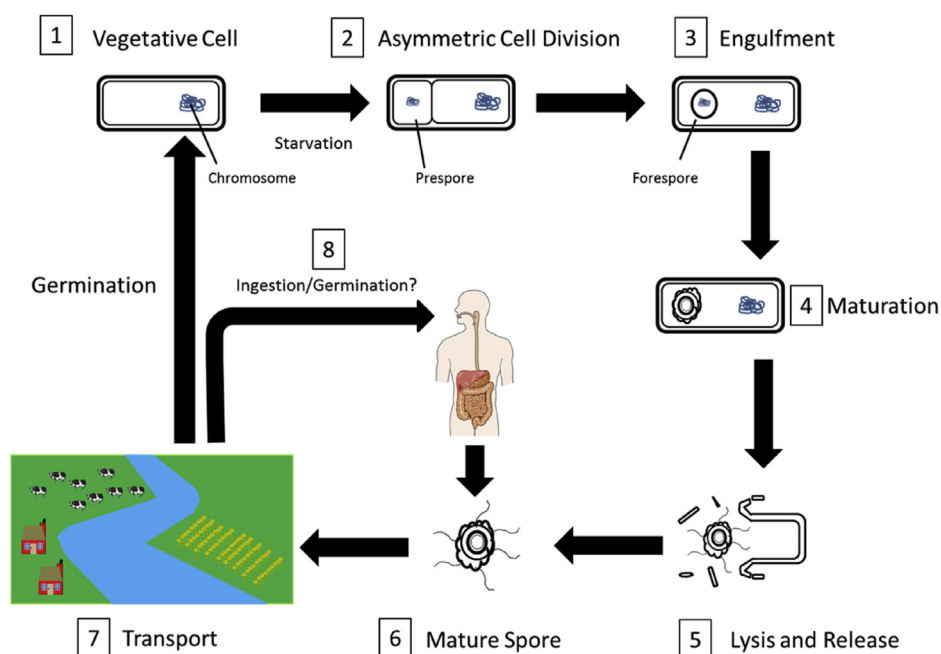 1 Vegetative Cell
2 Asymmetric Cell Division
3 Engulfment
Starvation
Chromosome
Prespore
Forespore
8
Germination
Ingestion/Germination?
4 Maturation
7 Transport
6 Mature Spore
5 Lysis and Release